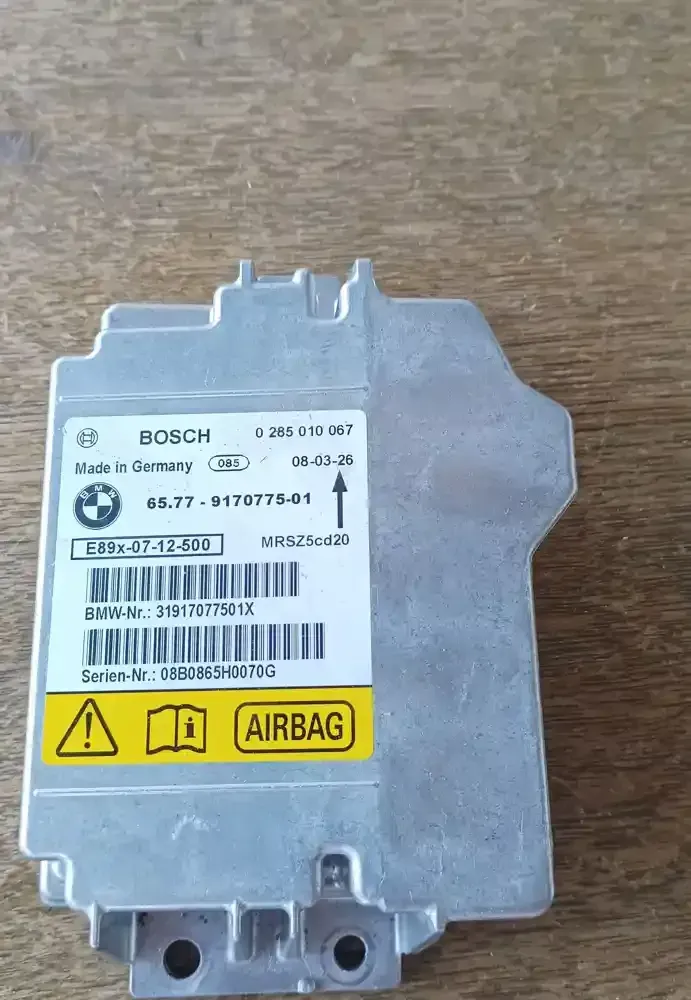 BOSCH 0 285 010 067
Made in Germany 085 08-03-26
BMW 65.77 - 9170775-01
E89x-07-12-500 MRSZ5cd20
BMW-Nr.: 31917077501X
Serien-Nr.: 08B0865H0070G
AIRBAG